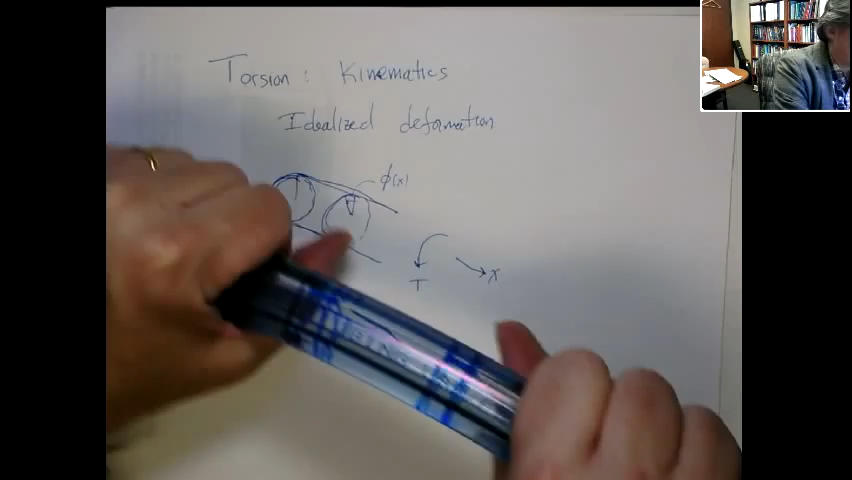 Torsion: Kinematics
Idealized deformation
ϕ(x)
T
x